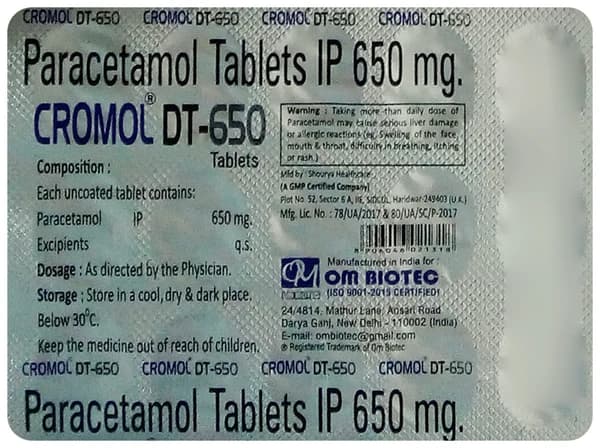 CROMOL DT-650 CROMOL® DT-650 CROMOL® DT-650 CROMOL® DT-650
Paracetamol Tablets IP 650 mg.
CROMOL® DT-650
Tablets
Composition :
Each uncoated tablet contains:
Paracetamol IP 650 mg.
Excipients q.s.
Dosage : As directed by the Physician.
Storage : Store in a cool, dry & dark place.
Below 30°C.
Keep the medicine out of reach of children.
Warning : Taking more than daily dose of
Paracetamol may cause serious liver damage
or allergic reactions (eg. Swelling of the face,
mouth & throat, difficulty in breathing, itching
or rash )
Mfd by : Shourya Healthcare
(A GMP Certified Company)
Plot No. 52, Sector 6 A, IIE, SIDCUL, Haridwar-249403 (U.K.)
Mfg. Lic. No. : 78/UA/2017 & 80/UA/SC/P-2017
Manufactured in India for :
OM BIOTEC
(ISO 9001-2015 CERTIFIED)
24/4814, Mathur Lane, Ansari Road
Darya Ganj, New Delhi - 110002 (India)
E-mail: ombiotec@gmail.com
® Registered Trademark of Om Biotec
CROMOL® DT-650 CROMOL® DT-650 CROMOL® DT-650 CROMOL® DT-650
Paracetamol Tablets IP 650 mg.